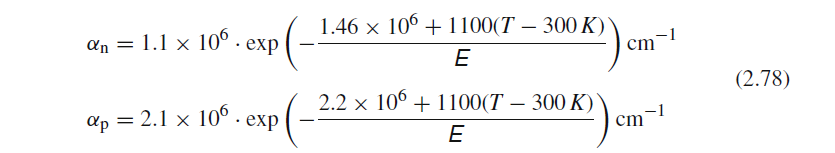 αn = 1.1 × 10^6 · exp (− (1.46 × 10^6 + 1100(T − 300 K)) / E) cm^−1
(2.78)
αp = 2.1 × 10^6 · exp (− (2.2 × 10^6 + 1100(T − 300 K)) / E) cm^−1